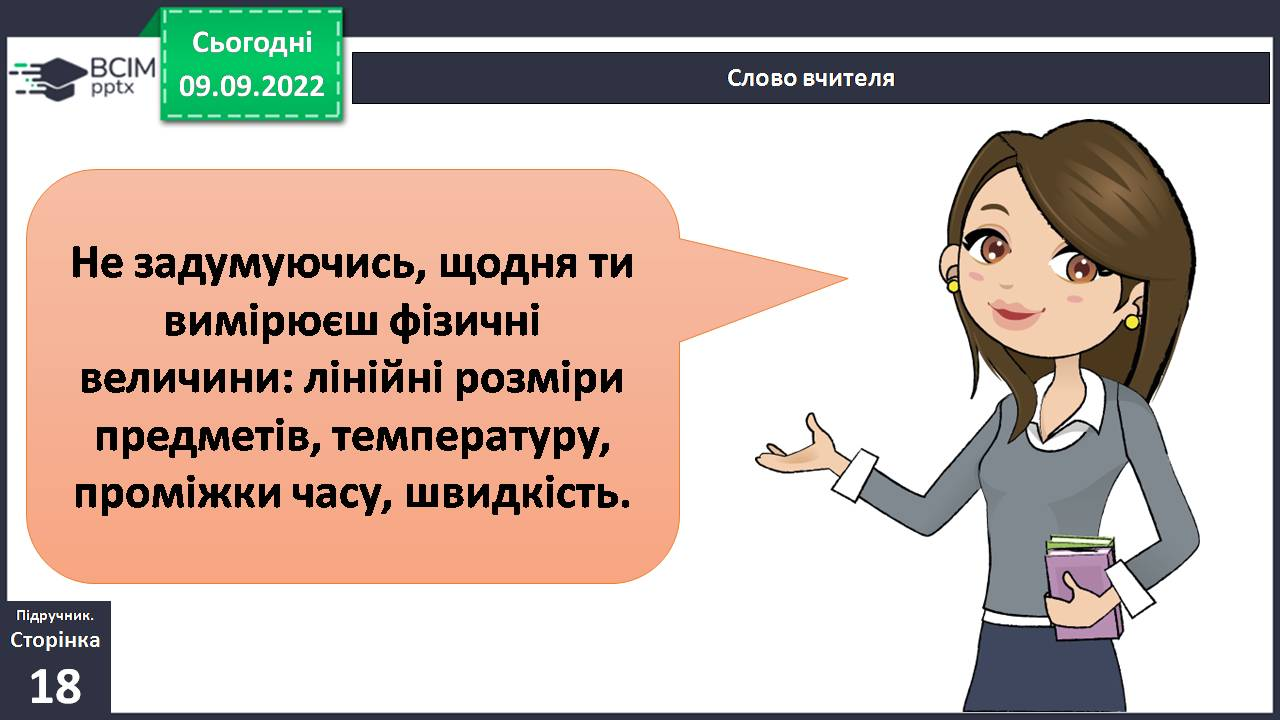 Сьогодні
09.09.2022
BCIM
pptx
Слово вчителя
Не задумуючись, щодня ти
вимірюєш фізичні
величини: лінійні розміри
предметів, температуру,
проміжки часу, швидкість.
Підручник.
Сторінка
18